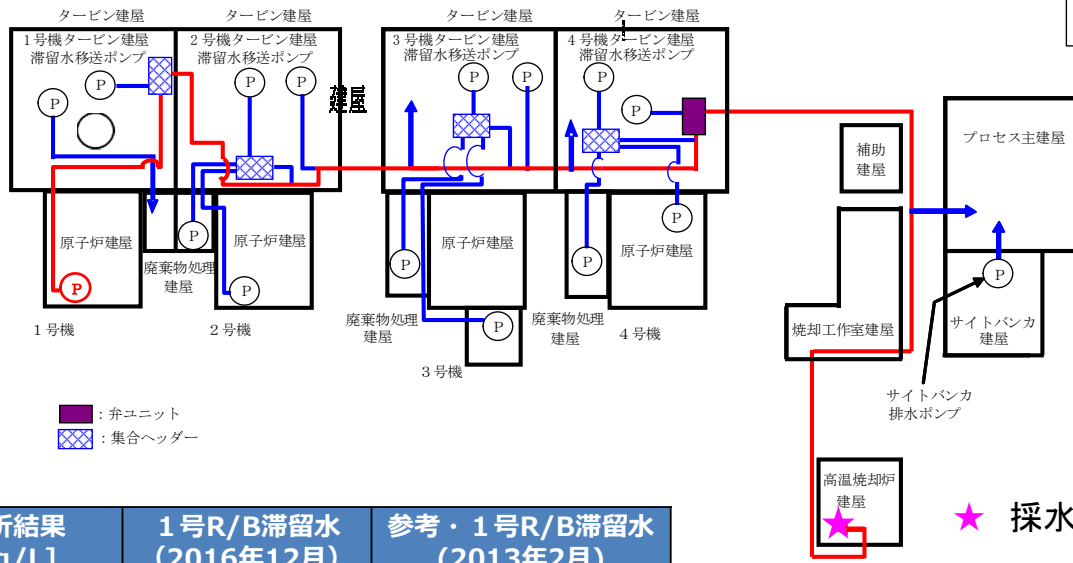 タービン建屋
タービン建屋
タービン建屋
タービン建屋
1号機タービン建屋
滞留水移送ポンプ
2号機タービン建屋
滞留水移送ポンプ
3号機タービン建屋
滞留水移送ポンプ
4号機タービン建屋
滞留水移送ポンプ
P
P
P
P
P
P
P
P
建屋
補助
建屋
プロセス主建屋
原子炉建屋
P
P
原子炉建屋
P
P
原子炉建屋
P
P
P
原子炉建屋
P
廃棄物処理
建屋
廃棄物処理
建屋
廃棄物処理
建屋
1号機
2号機
3号機
4号機
焼却工作室建屋
サイトバンカ
建屋
サイトバンカ
排水ポンプ
:弁ユニット
:集合ヘッダー
高温焼却炉
建屋
★ 採水
析結果
1号R/B滞留水
(2016年12月)
参考・1号R/B滞留水
(2013年2月)